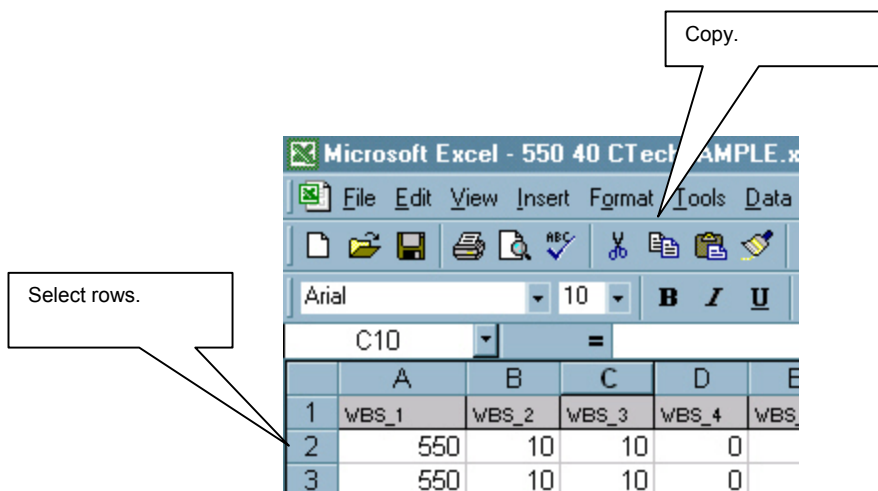 Copy.
Microsoft Excel - 550 40 CTech AMPLE.x
File Edit View Insert Format Tools Data
ABC
Arial 10 B I U
Select rows.
C10 =
A B C D E
1 WBS_1 WBS_2 WBS_3 WBS_4 WBS_
2 550 10 10 0
3 550 10 10 0